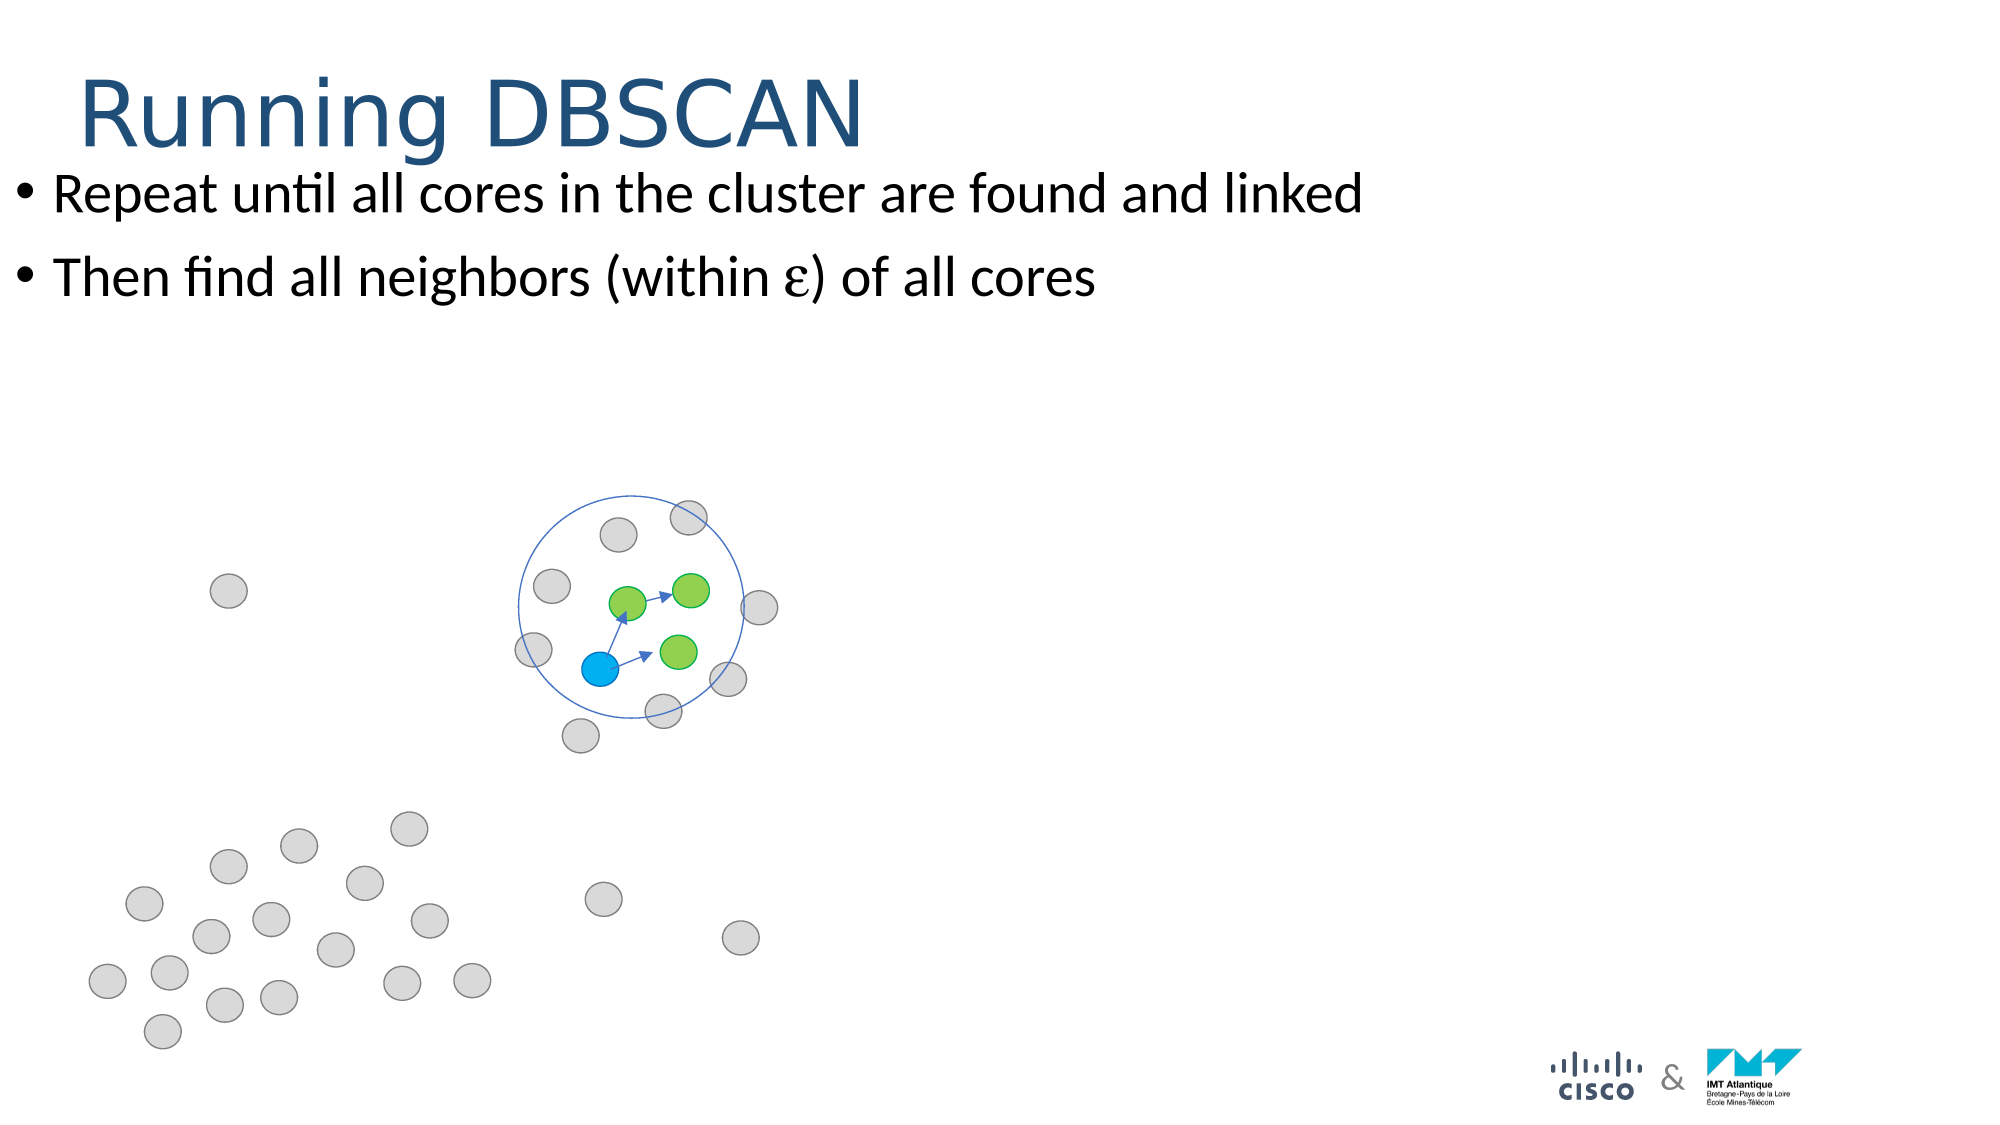 Running DBSCAN
• Repeat until all cores in the cluster are found and linked
• Then find all neighbors (within ε) of all cores
CISCO
&
IMT Atlantique
Bretagne-Pays de la Loire
École Mines-Télécom